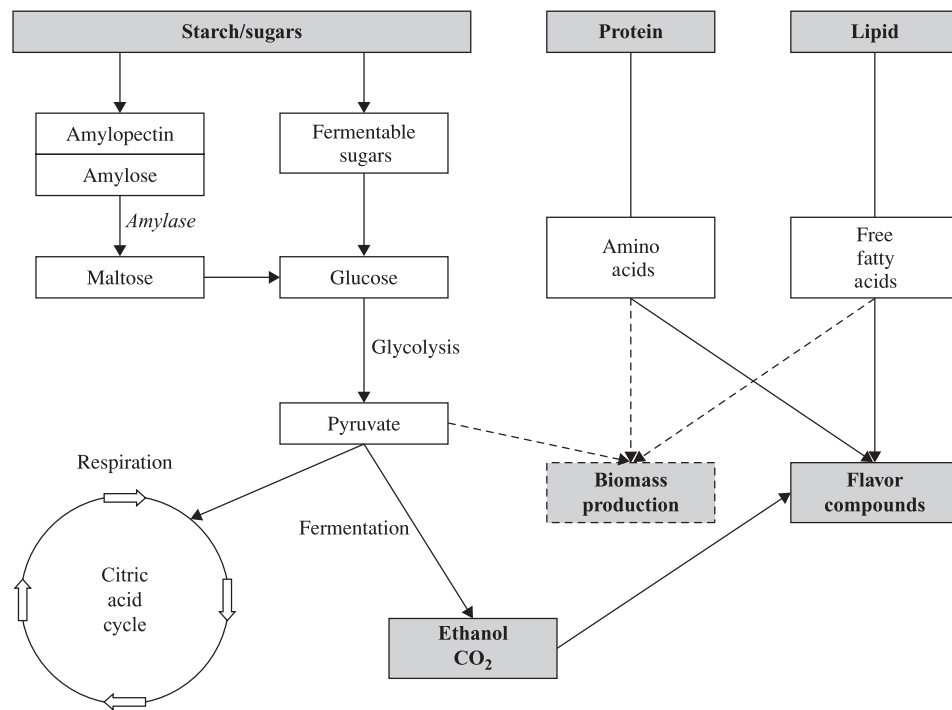 Starch/sugars
Protein
Lipid
Amylopectin
Amylose
Fermentable
sugars
Amylase
Amino
acids
Free
fatty
acids
Maltose
Glucose
Glycolysis
Pyruvate
Respiration
Biomass
production
Flavor
compounds
Fermentation
Citric
acid
cycle
Ethanol
CO₂